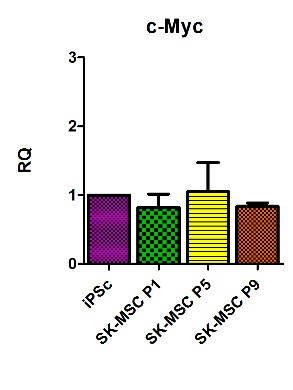 c-Myc
3
2
1
0
RQ
iPSc
SK-MSC P1
SK-MSC P5
SK-MSC P9